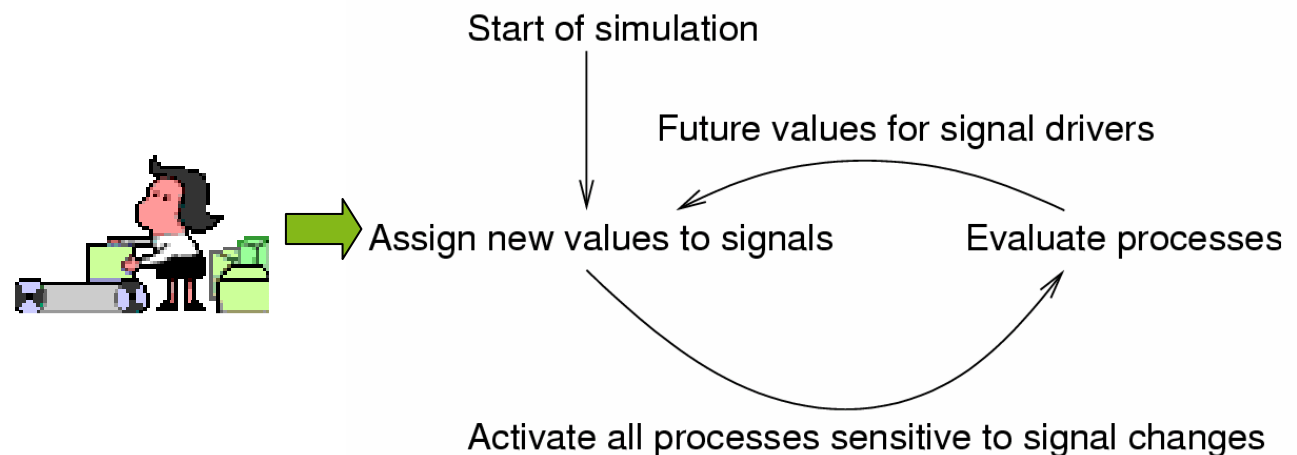 Start of simulation
Future values for signal drivers
Assign new values to signals
Evaluate processes
Activate all processes sensitive to signal changes